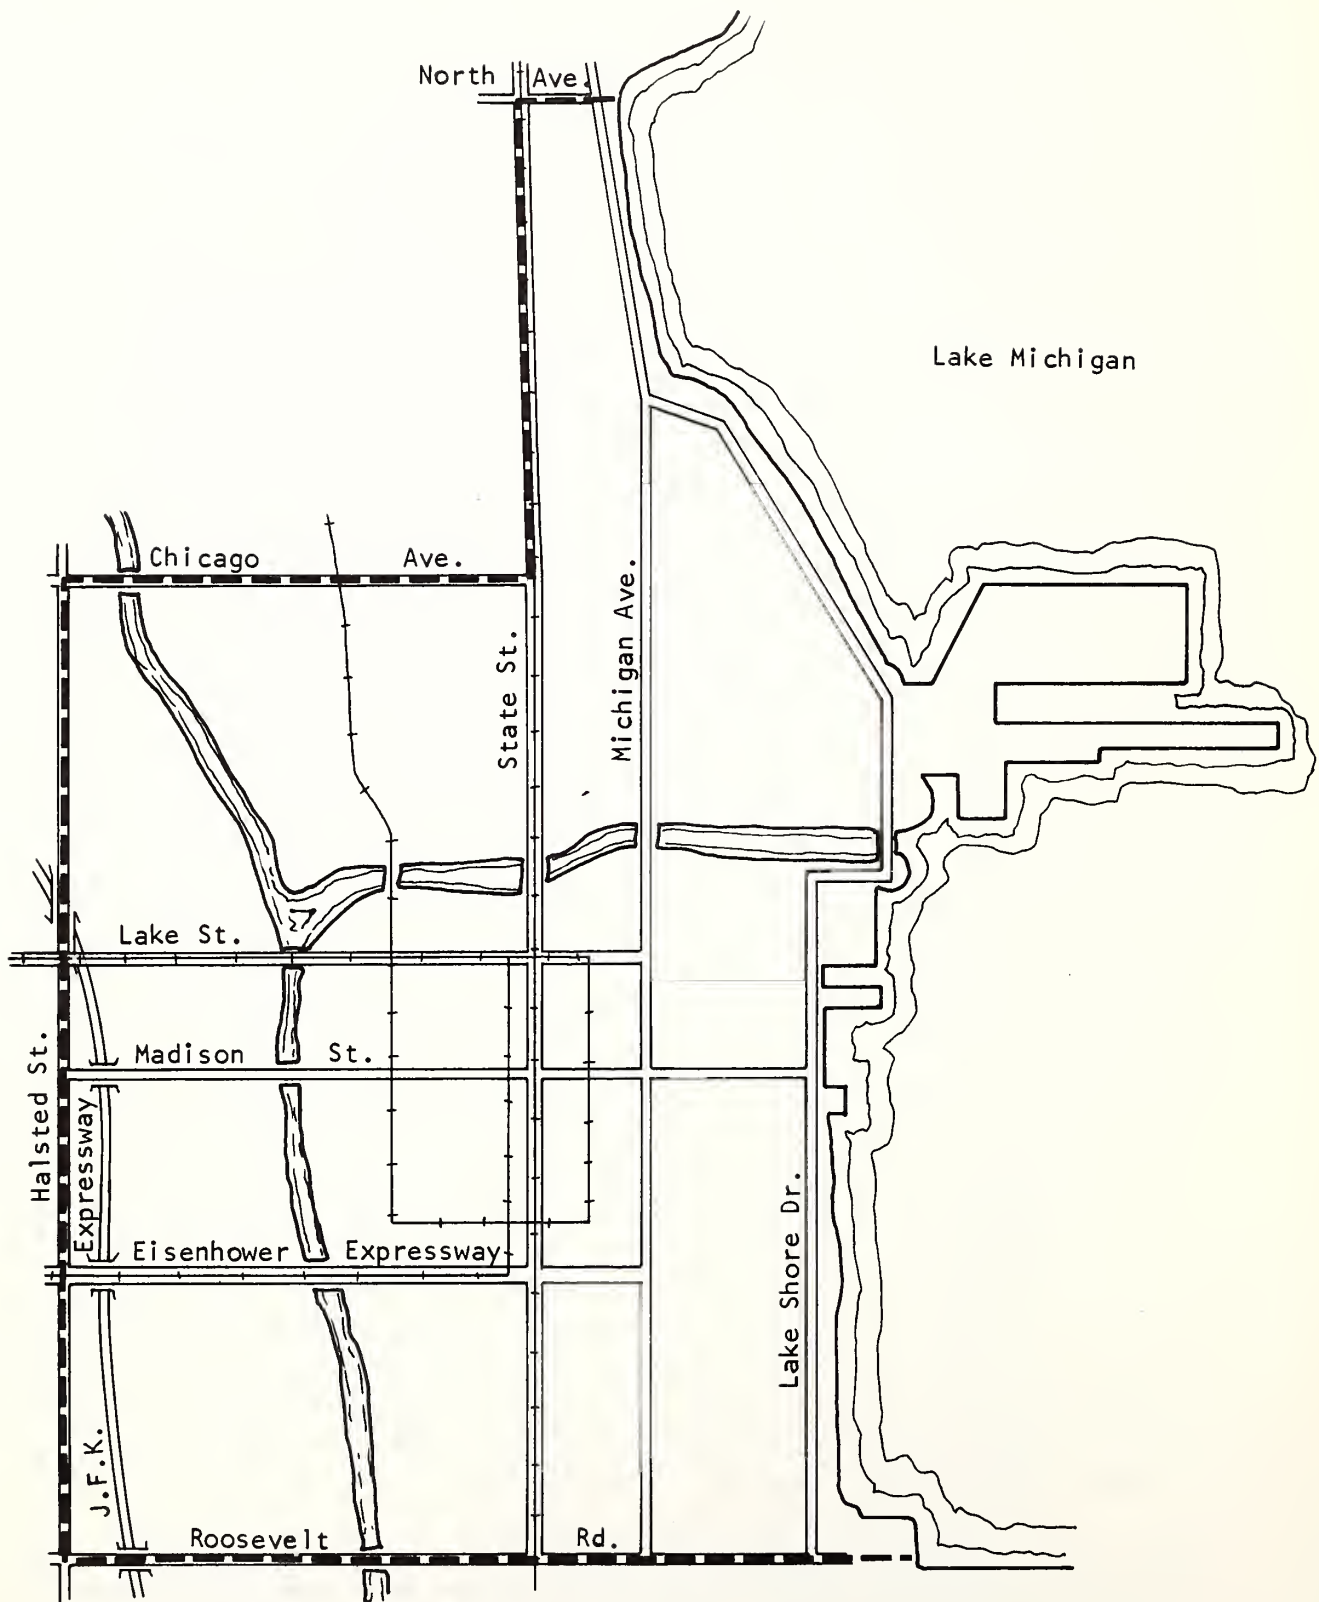 North Ave.
Lake Michigan
Chicago Ave.
State St.
Michigan Ave.
Lake St.
Madison St.
Halsted St.
Expressway
Eisenhower Expressway
Lake Shore Dr.
J.F.K.
Roosevelt Rd.